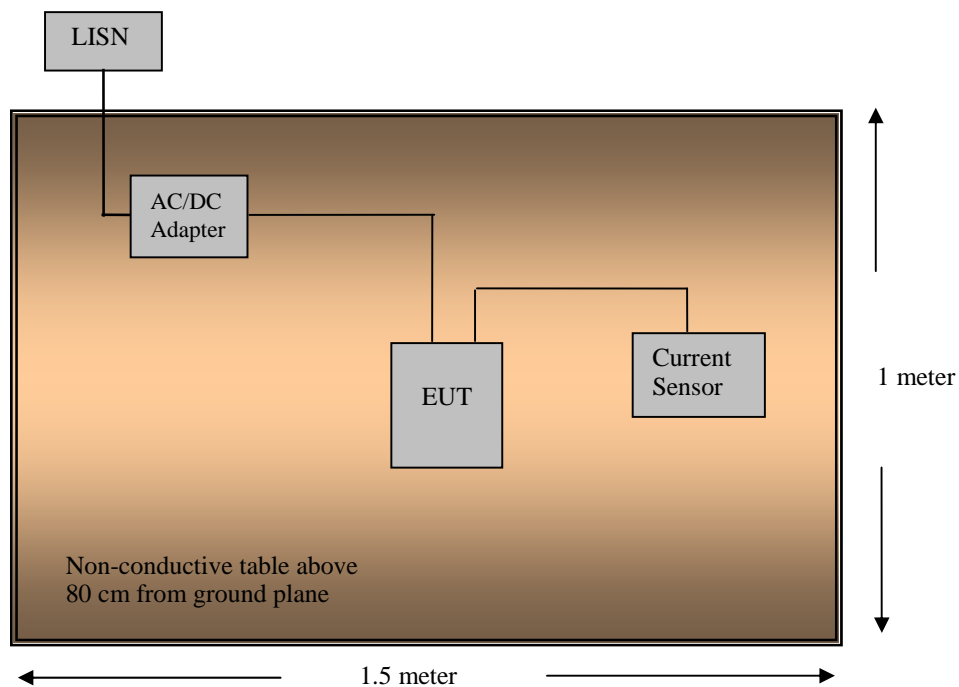 LISN
AC/DC
Adapter
EUT
Current
Sensor
1 meter
Non-conductive table above
80 cm from ground plane
1.5 meter